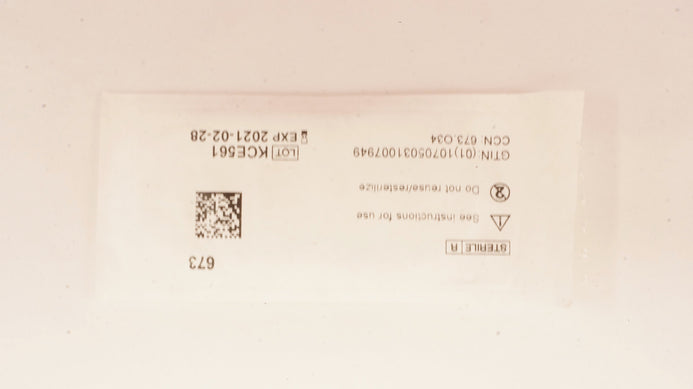 673
STERILE R
See instructions for use
Do not reuse/resterilize
LOT KCE561
EXP 2021-02-28
GTIN: (01)10705031007949
CCN: 673.O34